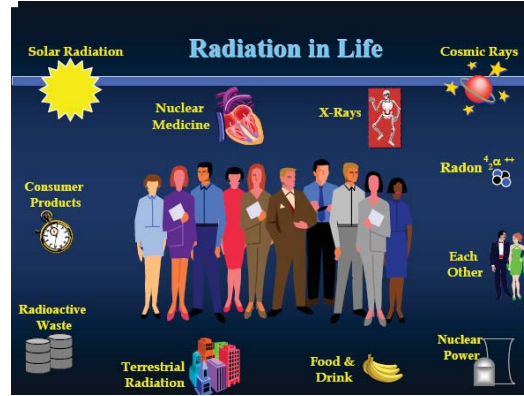 Radiation in Life
Solar Radiation
Cosmic Rays
Nuclear
Medicine
X-Rays
Radon ⁴₂α ⁺⁺
Consumer
Products
Each
Other
Radioactive
Waste
Terrestrial
Radiation
Food &
Drink
Nuclear
Power